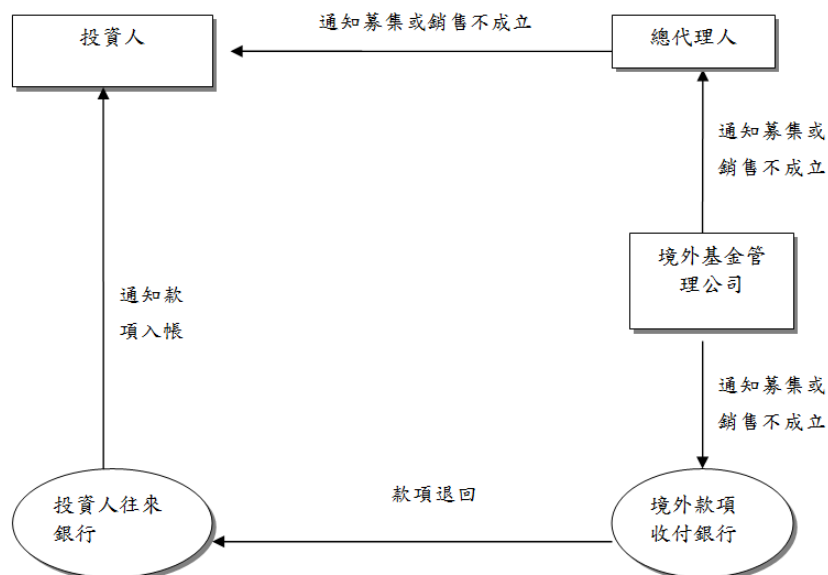 投資人
通知募集或銷售不成立
總代理人
通知募集或
銷售不成立
境外基金管
理公司
通知款
項入帳
通知募集或
銷售不成立
投資人往來
銀行
款項退回
境外款項
收付銀行